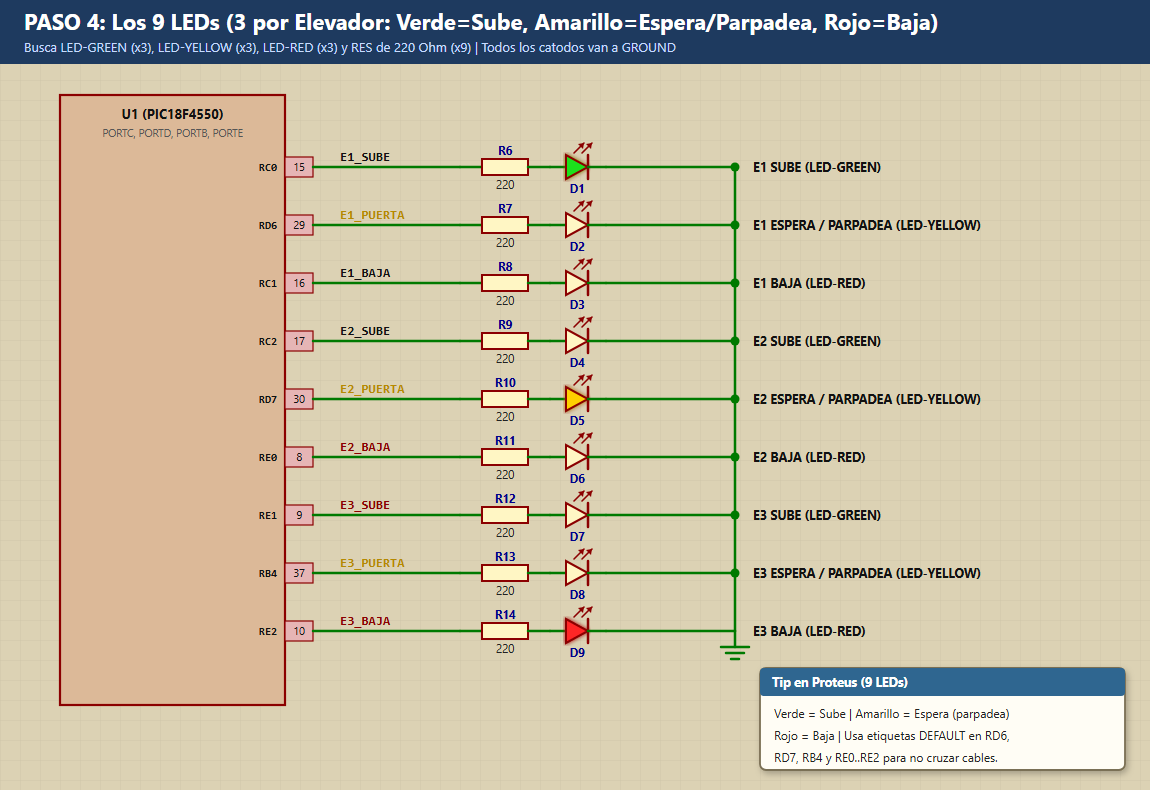 PASO 4: Los 9 LEDs (3 por Elevador: Verde=Sube, Amarillo=Espera/Parpadea, Rojo=Baja)
Busca LED-GREEN (x3), LED-YELLOW (x3), LED-RED (x3) y RES de 220 Ohm (x9) | Todos los catodos van a GROUND
U1 (PIC18F4550)
PORTC, PORTD, PORTB, PORTE
RC0 15 E1_SUBE R6 220 D1 E1 SUBE (LED-GREEN)
RD6 29 E1_PUERTA R7 220 D2 E1 ESPERA / PARPADEA (LED-YELLOW)
RC1 16 E1_BAJA R8 220 D3 E1 BAJA (LED-RED)
RC2 17 E2_SUBE R9 220 D4 E2 SUBE (LED-GREEN)
RD7 30 E2_PUERTA R10 220 D5 E2 ESPERA / PARPADEA (LED-YELLOW)
RE0 8 E2_BAJA R11 220 D6 E2 BAJA (LED-RED)
RE1 9 E3_SUBE R12 220 D7 E3 SUBE (LED-GREEN)
RB4 37 E3_PUERTA R13 220 D8 E3 ESPERA / PARPADEA (LED-YELLOW)
RE2 10 E3_BAJA R14 220 D9 E3 BAJA (LED-RED)
Tip en Proteus (9 LEDs)
Verde = Sube | Amarillo = Espera (parpadea)
Rojo = Baja | Usa etiquetas DEFAULT en RD6,
RD7, RB4 y RE0..RE2 para no cruzar cables.